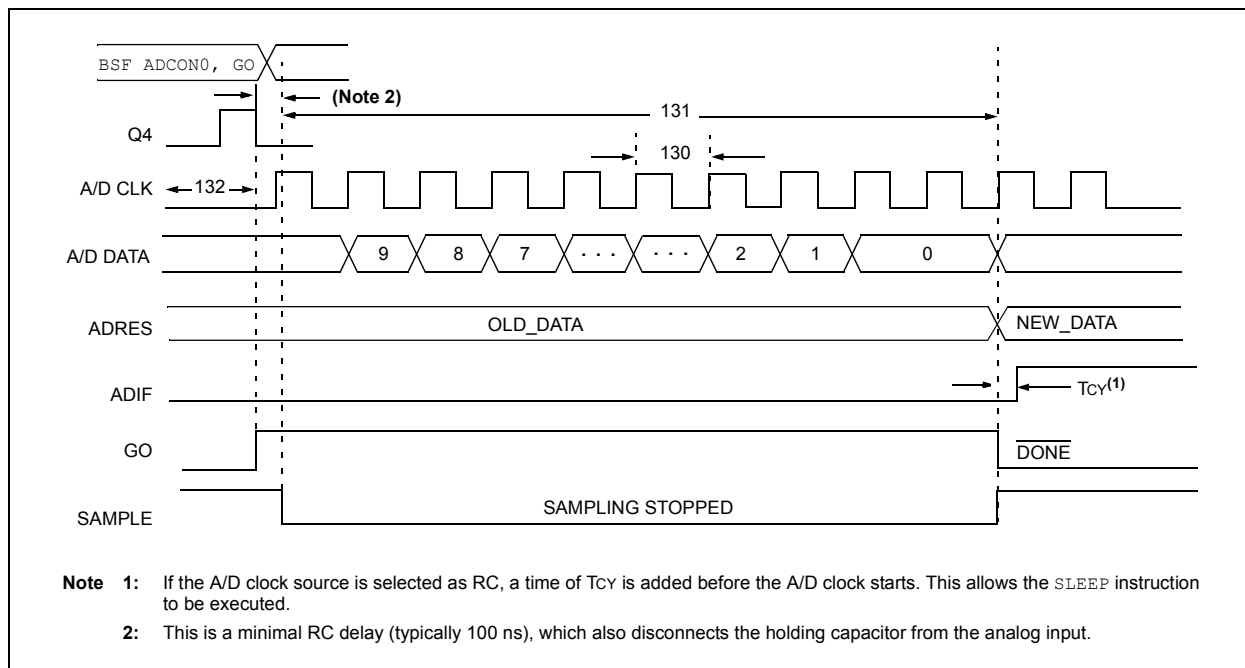 BSF ADCON0, GO
(Note 2)
131
Q4
130
A/D CLK
132
A/D DATA
9 8 7 . . . . . . 2 1 0
ADRES
OLD_DATA
NEW_DATA
ADIF
TCY(1)
GO
DONE
SAMPLE
SAMPLING STOPPED
Note 1: If the A/D clock source is selected as RC, a time of TCY is added before the A/D clock starts. This allows the SLEEP instruction
to be executed.
2: This is a minimal RC delay (typically 100 ns), which also disconnects the holding capacitor from the analog input.